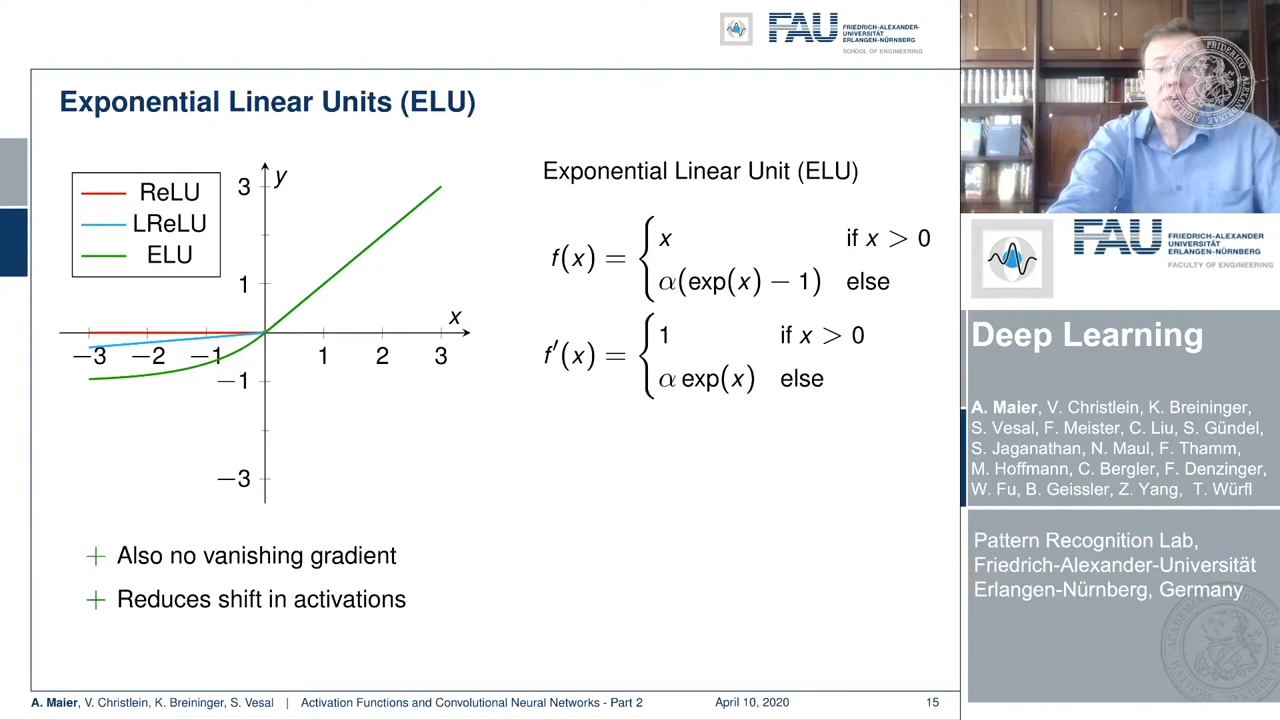 FAU
FRIEDRICH-ALEXANDER-
UNIVERSITÄT
ERLANGEN-NÜRNBERG
SCHOOL OF ENGINEERING
Exponential Linear Units (ELU)
ReLU
LReLU
ELU
y
3
1
x
−3 −2 −1 1 2 3
−1
−3
Exponential Linear Unit (ELU)
f(x) = { x if x > 0
α(exp(x) − 1) else
f′(x) = { 1 if x > 0
α exp(x) else
+ Also no vanishing gradient
+ Reduces shift in activations
A. Maier, V. Christlein, K. Breininger, S. Vesal | Activation Functions and Convolutional Neural Networks - Part 2 April 10, 2020 15
FAU
FRIEDRICH-ALEXANDER
UNIVERSITÄT
ERLANGEN-NÜRNBERG
FACULTY OF ENGINEERING
Deep Learning
A. Maier, V. Christlein, K. Breininger,
S. Vesal, F. Meister, C. Liu, S. Gündel,
S. Jaganathan, N. Maul, F. Thamm,
M. Hoffmann, C. Bergler, F. Denzinger,
W. Fu, B. Geissler, Z. Yang, T. Würfl
Pattern Recognition Lab,
Friedrich-Alexander-Universität
Erlangen-Nürnberg, Germany